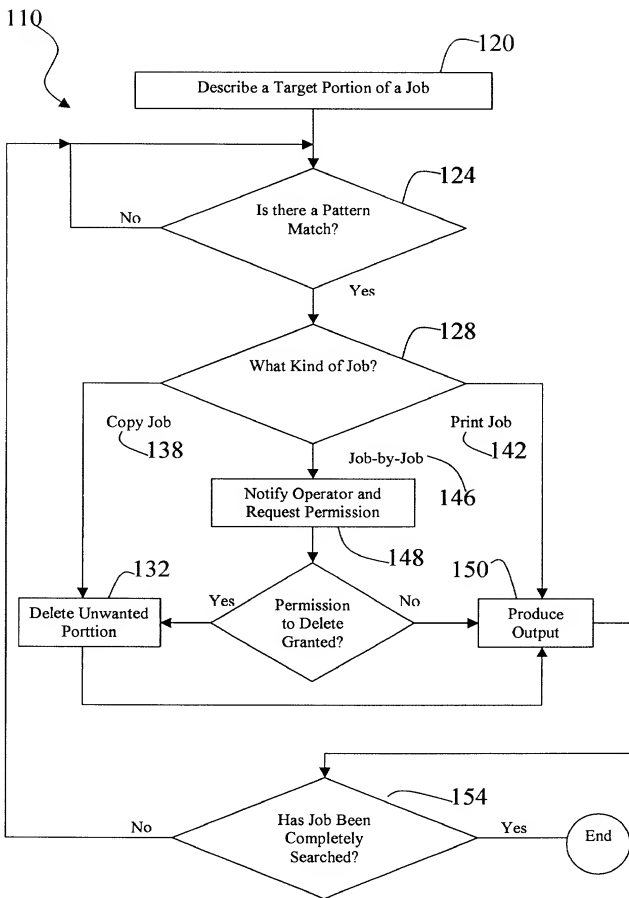 110
120
Describe a Target Portion of a Job
124
No
Is there a Pattern
Match?
Yes
128
What Kind of Job?
Copy Job
138
Print Job
142
Job-by-Job
146
Notify Operator and
Request Permission
148
132
150
Delete Unwanted
Porttion
Yes
Permission
to Delete
Granted?
No
Produce
Output
154
No
Has Job Been
Completely
Searched?
Yes
End